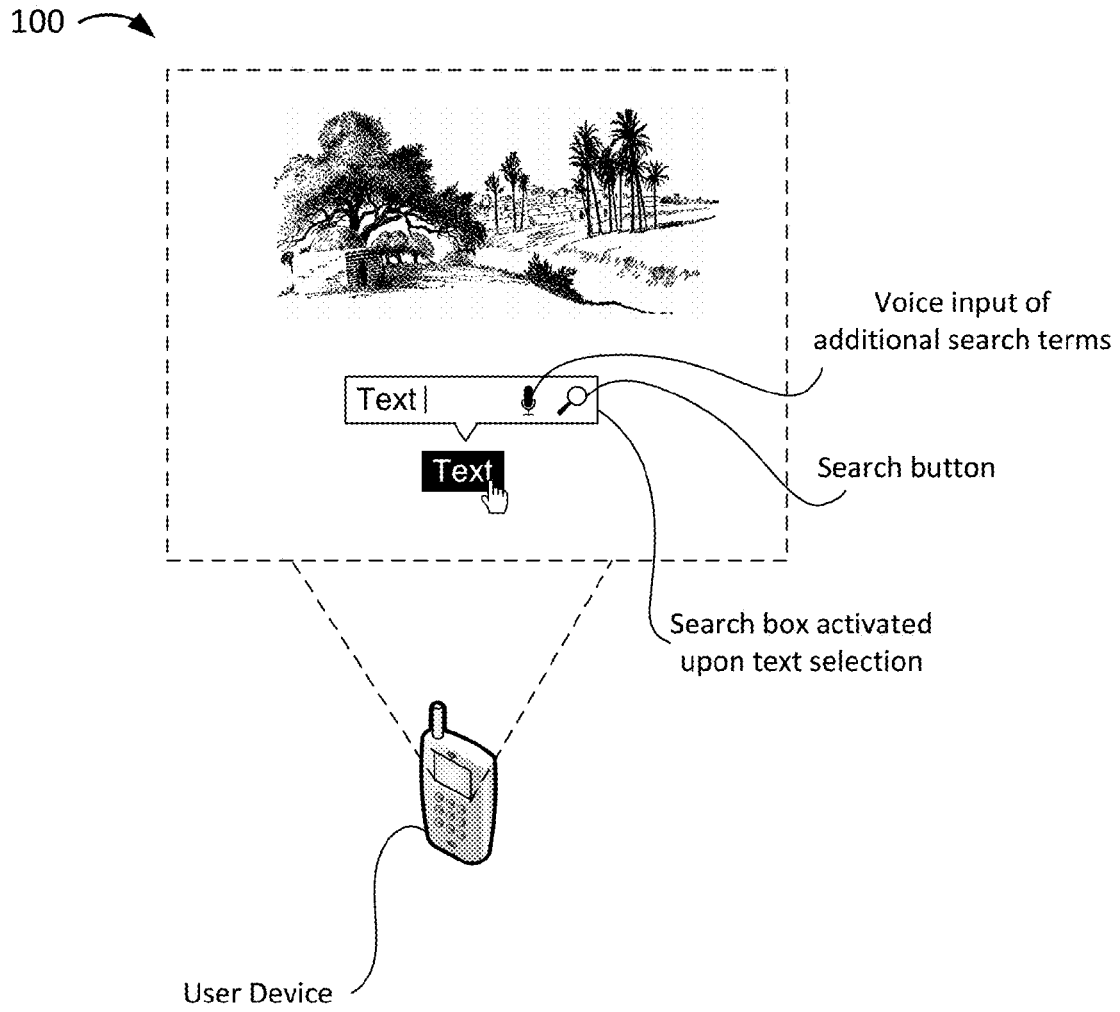 100
Voice input of
additional search terms
Text
Text
Search button
Search box activated
upon text selection
User Device